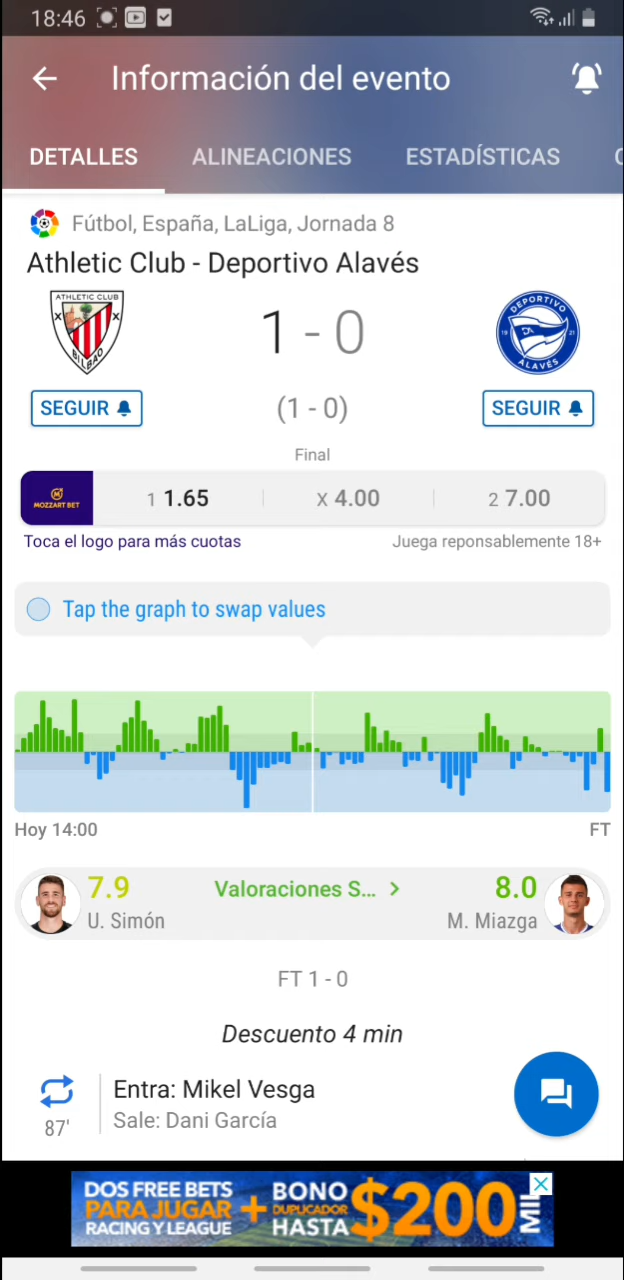 18:46
Información del evento
DETALLES
ALINEACIONES
ESTADÍSTICAS
Fútbol, España, LaLiga, Jornada 8
Athletic Club - Deportivo Alavés
ATHLETIC CLUB
BILBAO
1 - 0
DEPORTIVO
19 21
ALAVÉS
SEGUIR
(1 - 0)
SEGUIR
Final
MOZZART BET
1 1.65
X 4.00
2 7.00
Toca el logo para más cuotas
Juega reponsablemente 18+
Tap the graph to swap values
Hoy 14:00
FT
7.9
U. Simón
Valoraciones S... >
8.0
M. Miazga
FT 1 - 0
Descuento 4 min
87'
Entra: Mikel Vesga
Sale: Dani García
DOS FREE BETS
PARA JUGAR
RACING Y LEAGUE
+
BONO
DUPLICADOR
HASTA
$200
MIL